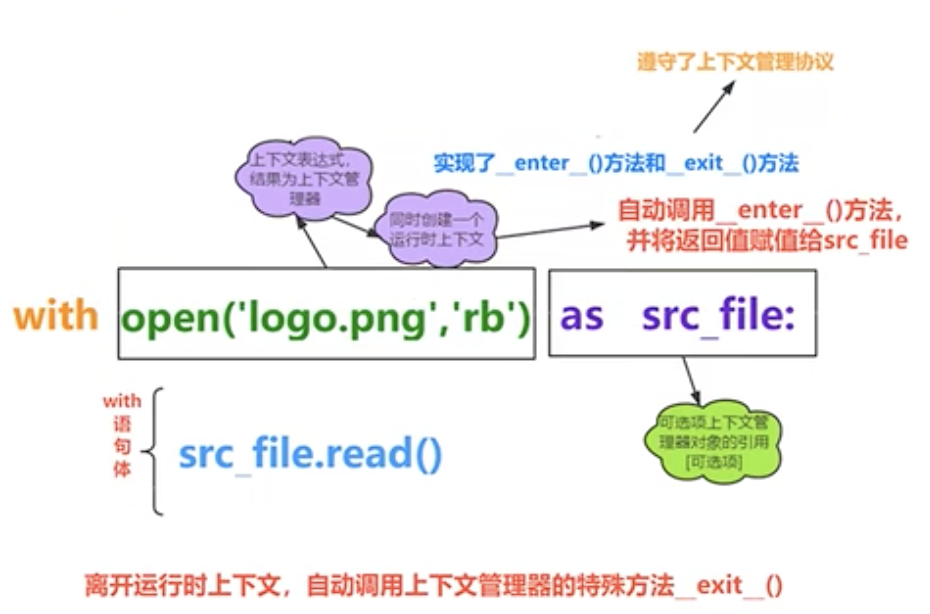 遵守了上下文管理协议
上下文表达式，
结果为上下文管
理器
实现了__enter__()方法和__exit__()方法
同时创建一个
运行时上下文
自动调用__enter__()方法，
并将返回值赋值给src_file
with open('logo.png','rb') as src_file:
with
语
句
体
src_file.read()
可选项上下文管
理器对象的引用
[可选项]
离开运行时上下文，自动调用上下文管理器的特殊方法__exit__()